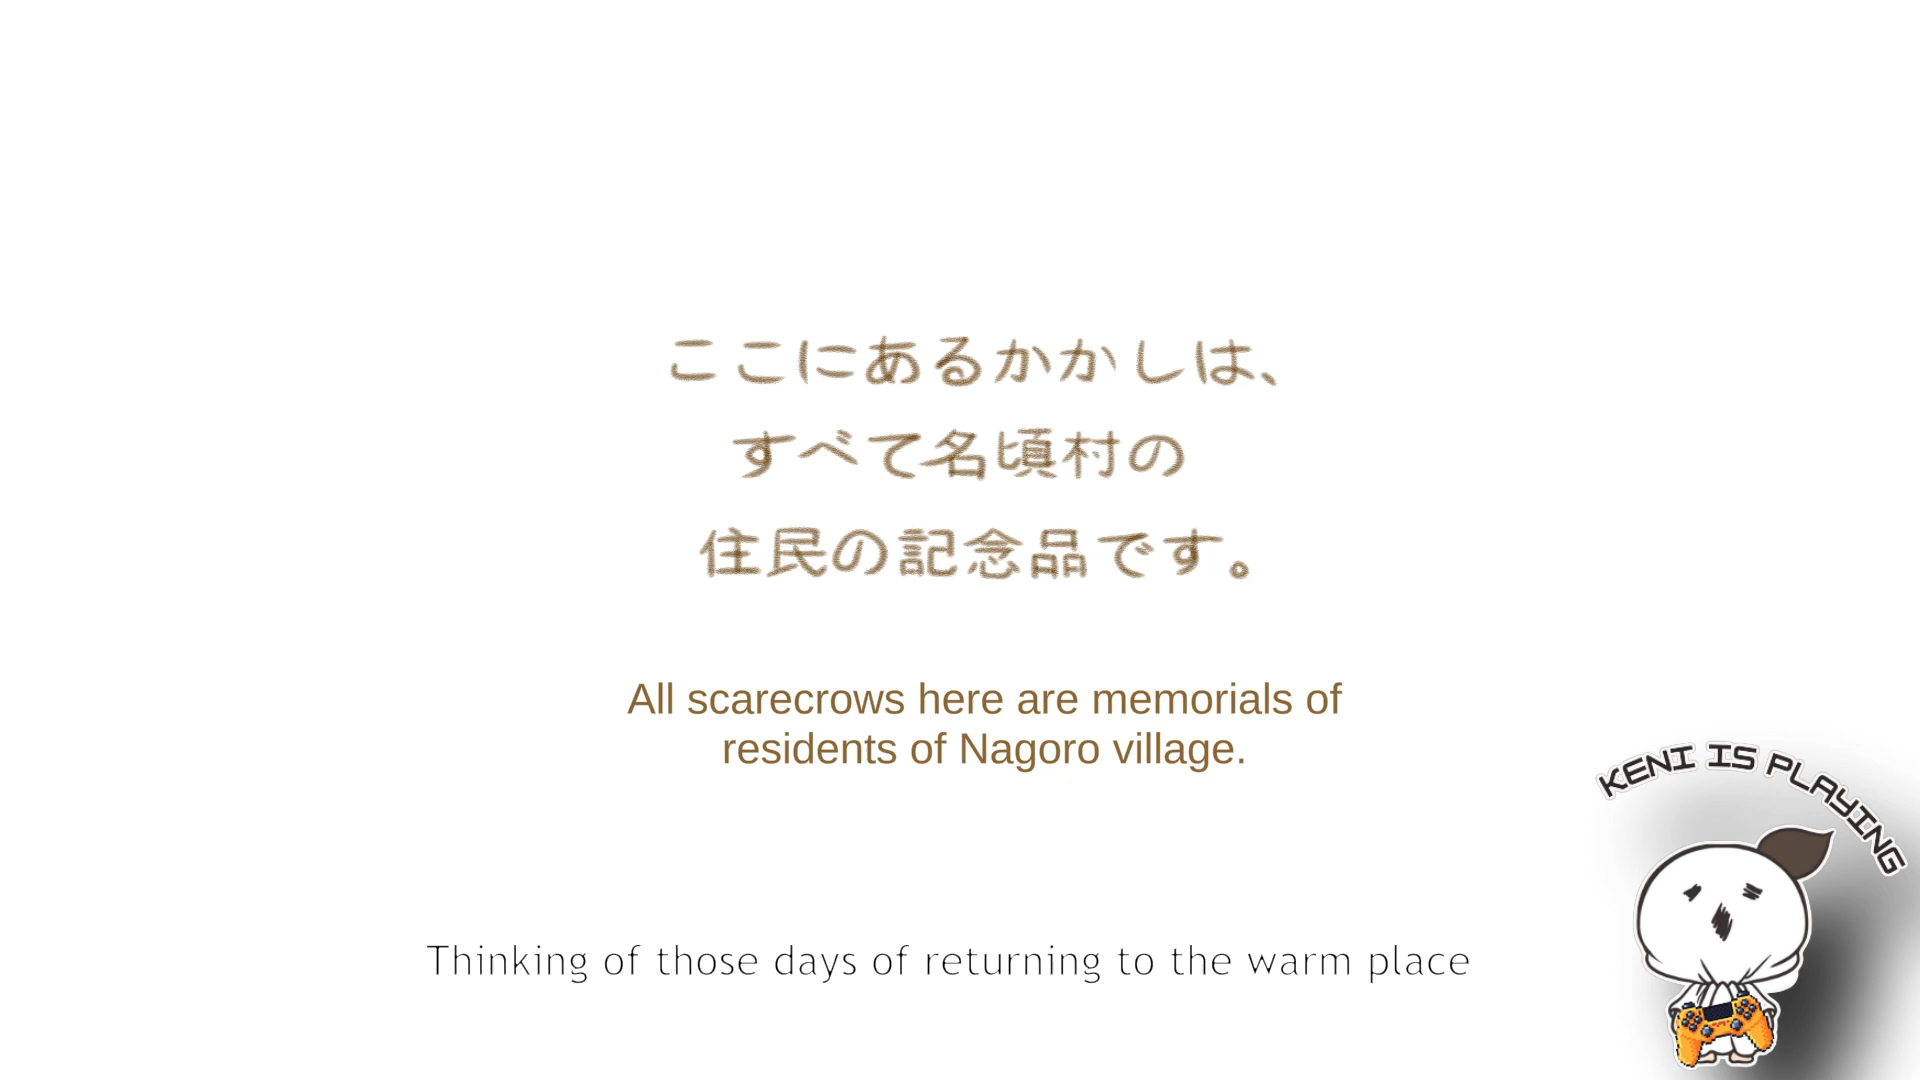 ここにあるかかしは、
すべて名頃村の
住民の記念品です。
All scarecrows here are memorials of
residents of Nagoro village.
KENI IS PLAYING
Thinking of those days of returning to the warm place